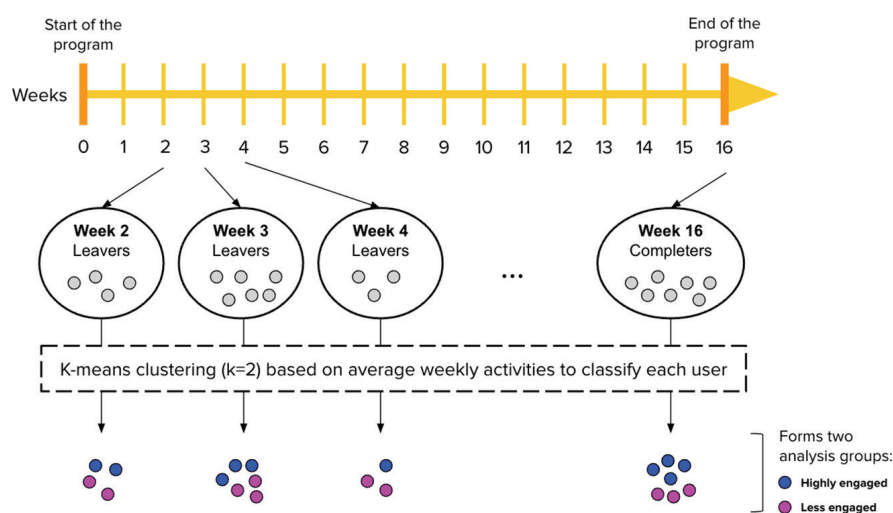 Start of the
program
End of the
program
Weeks
0 1 2 3 4 5 6 7 8 9 10 11 12 13 14 15 16
Week 2
Leavers
Week 3
Leavers
Week 4
Leavers
...
Week 16
Completers
K-means clustering (k=2) based on average weekly activities to classify each user
Forms two
analysis groups:
Highly engaged
Less engaged